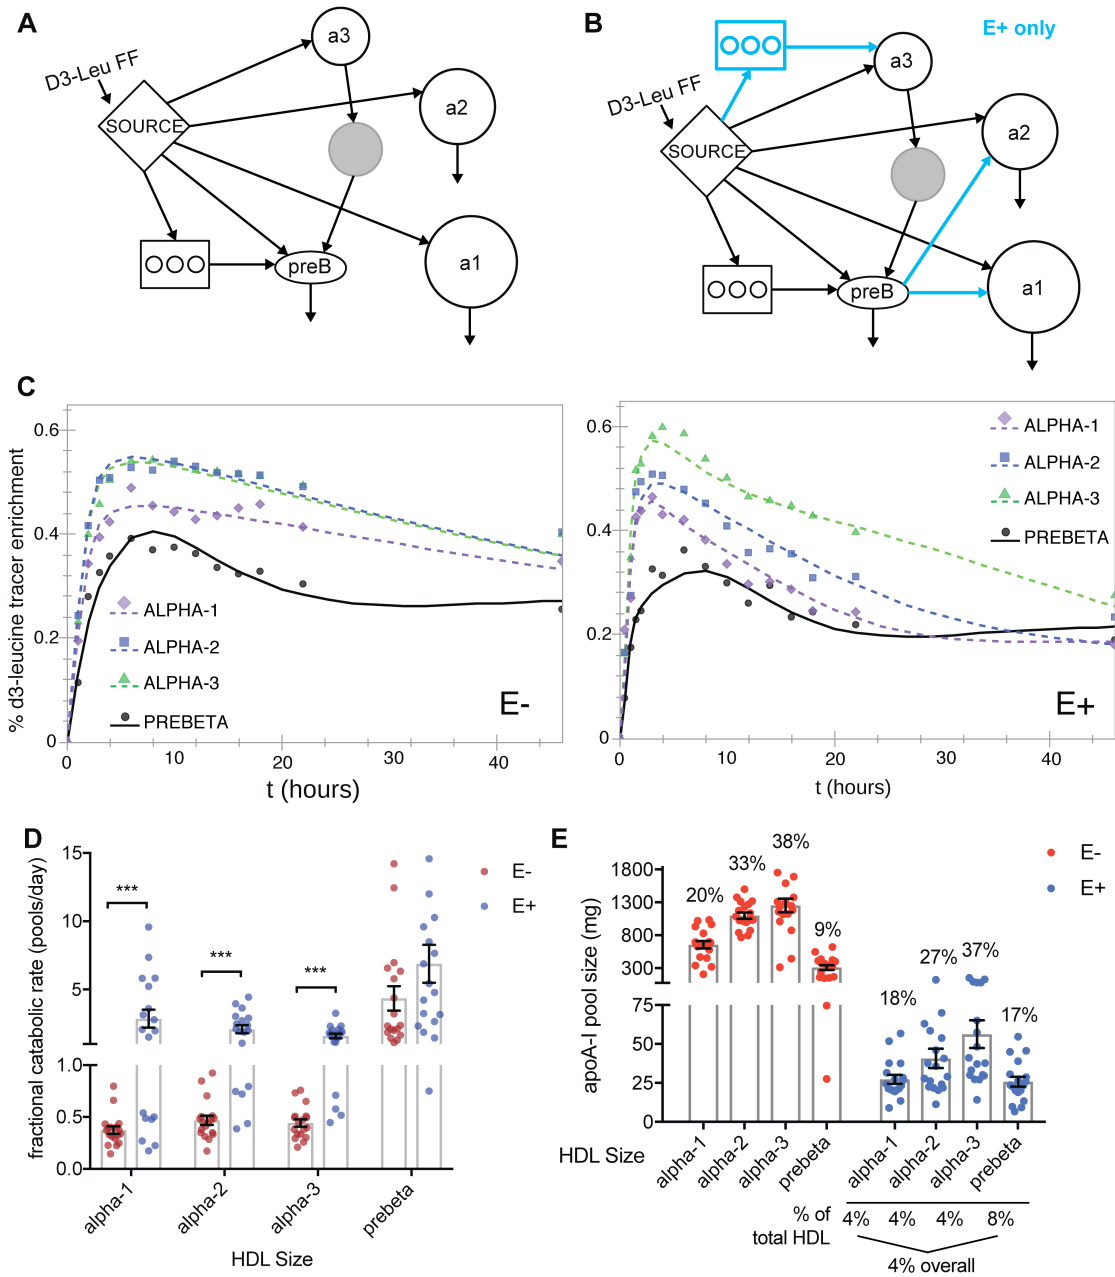 A
D3-Leu FF
SOURCE
a3
a2
preB
a1
B
E+ only
D3-Leu FF
SOURCE
a3
a2
preB
a1
C
% d3-leucine tracer enrichment
0.6
0.4
0.2
0
0
10
20
40
t (hours)
ALPHA-1
ALPHA-2
ALPHA-3
PREBETA
E-
0.6
0.4
0.2
0
0
10
20
40
t (hours)
ALPHA-1
ALPHA-2
ALPHA-3
PREBETA
E+
D
fractional catabolic rate (pools/day)
15
10
5
1.0
0.5
0.0
***
***
***
E-
E+
alpha-1
alpha-2
alpha-3
prebeta
HDL Size
E
apoA-I pool size (mg)
1800
1300
800
300
75
50
25
0
20%
33%
38%
9%
18%
27%
37%
17%
E-
E+
HDL Size
alpha-1
alpha-2
alpha-3
prebeta
alpha-1
alpha-2
alpha-3
prebeta
% of
total HDL
4% 4% 4% 8%
4% overall